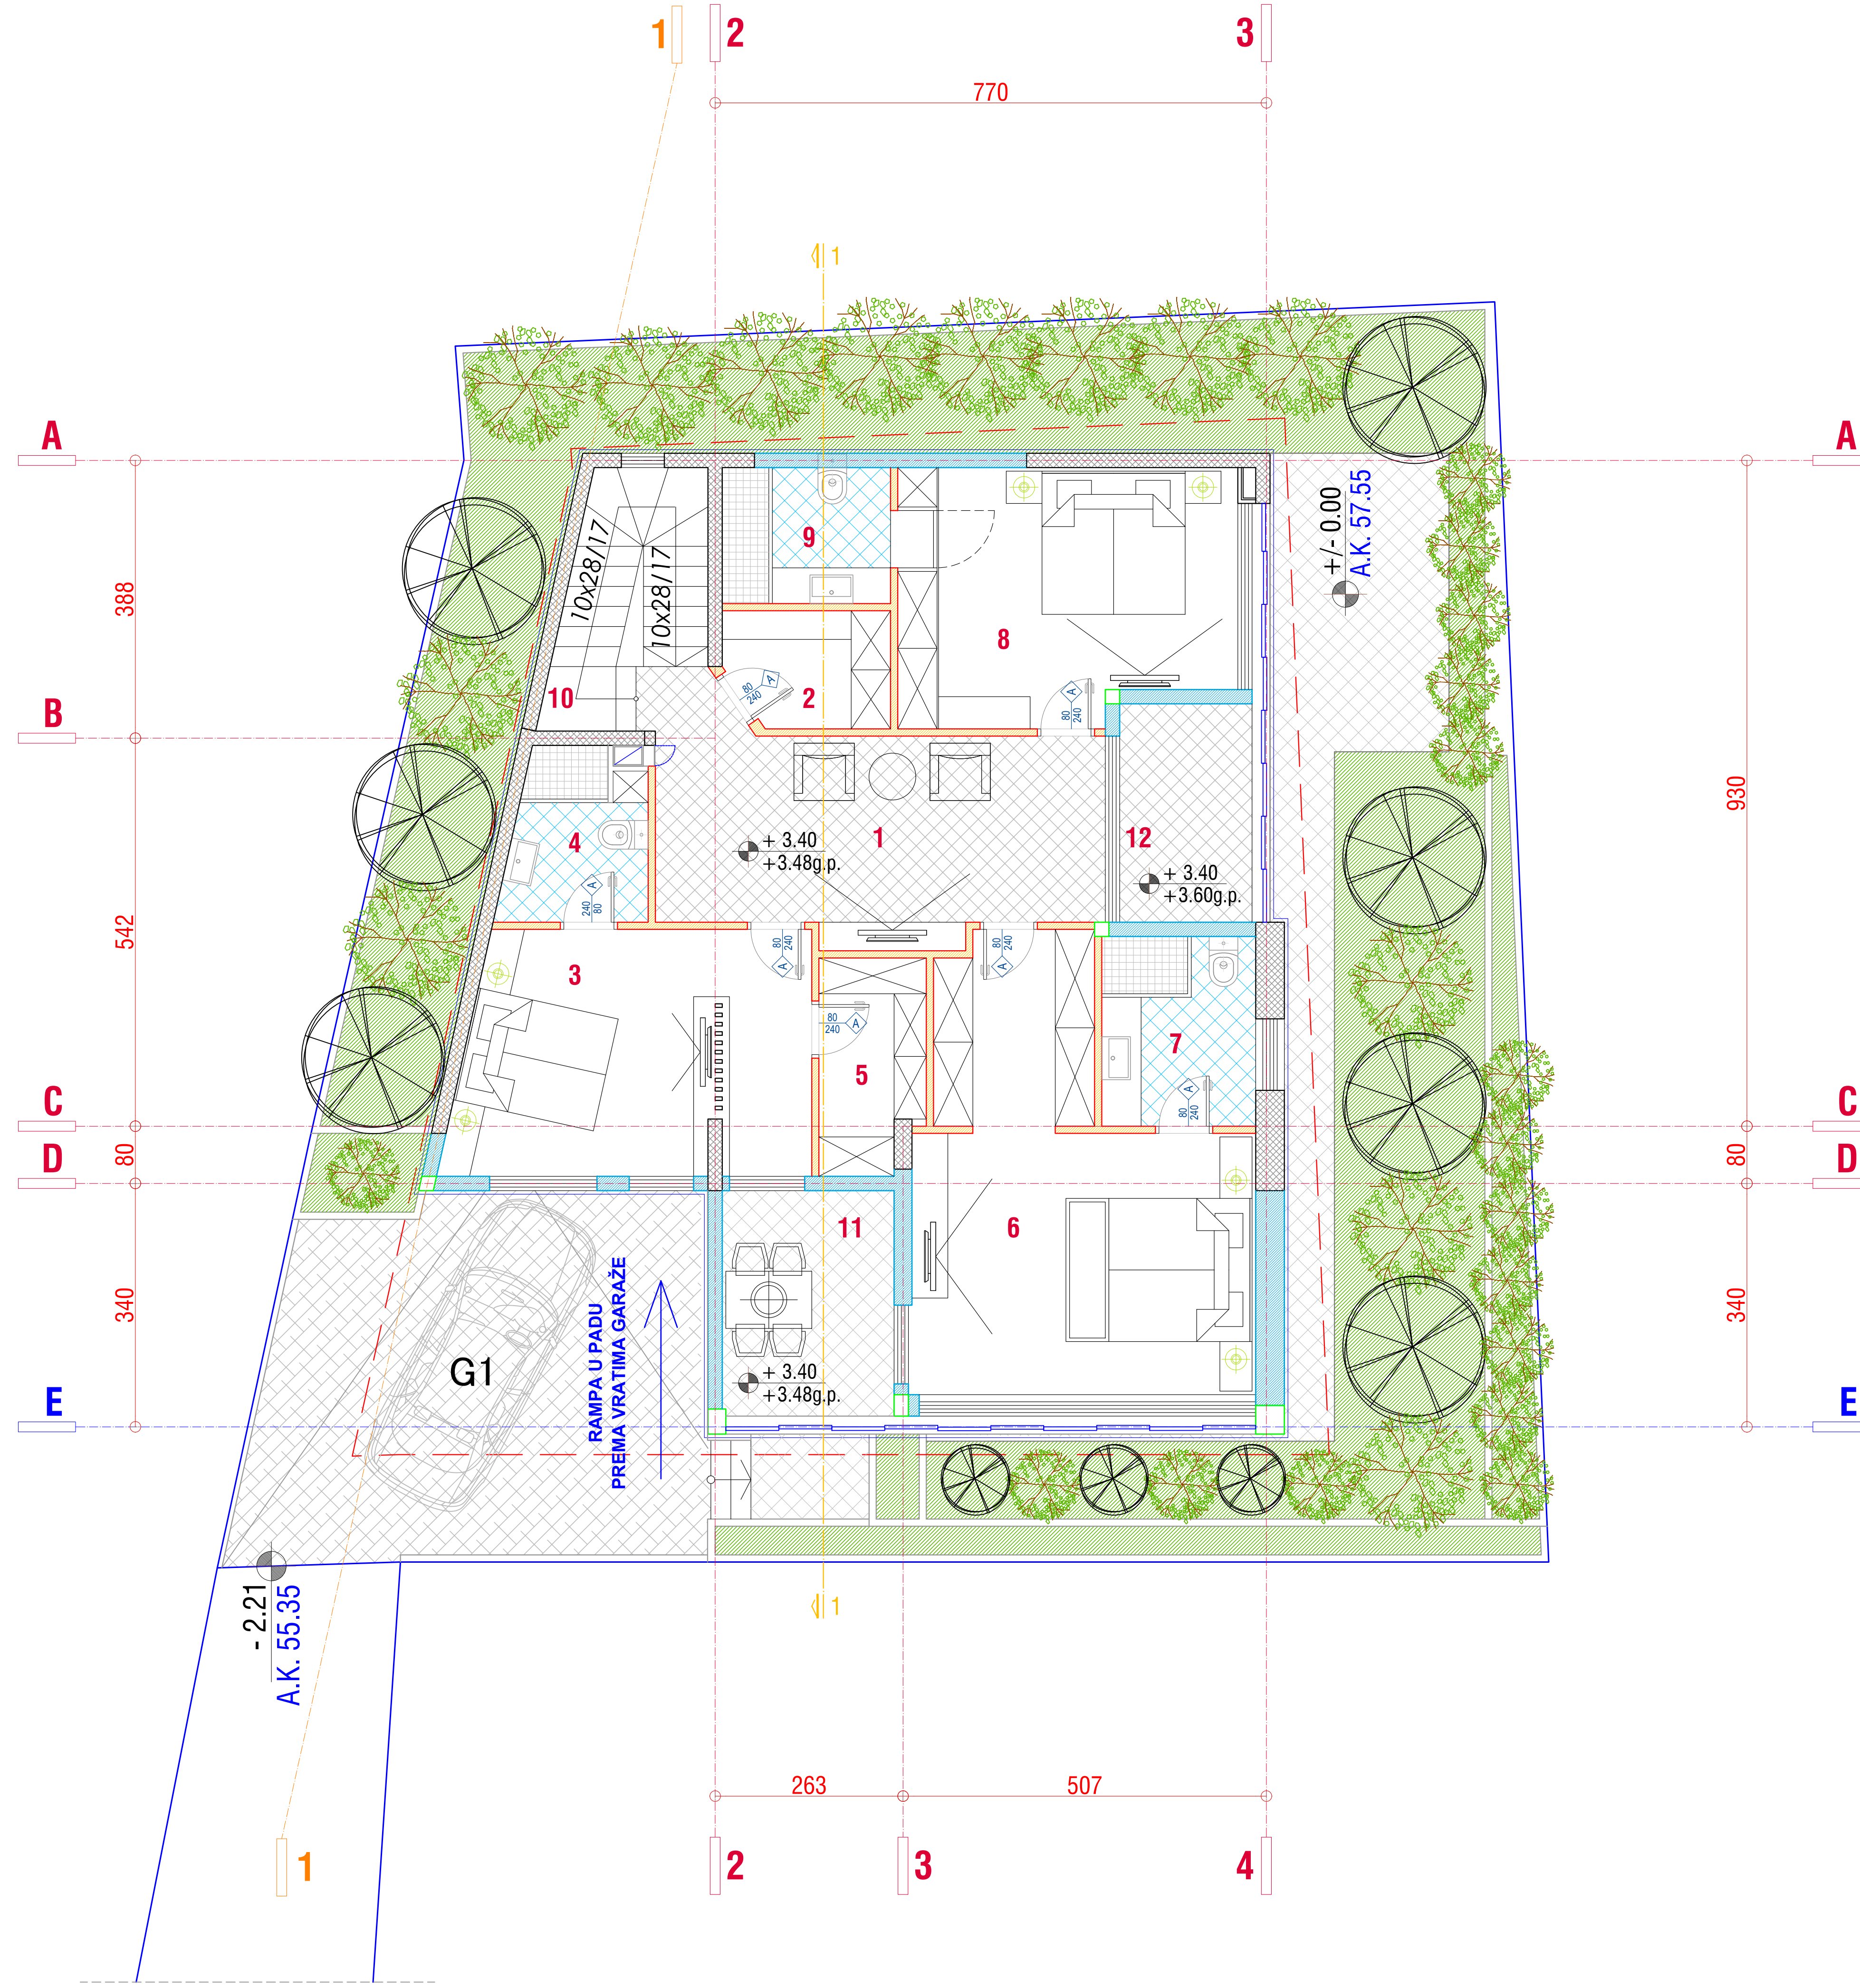 1
2
3
770
1
A
A
+/- 0.00
A.K. 57.55
388
9
10x28/17
10x28/17
8
2
80
240
A
10
A
80
240
B
930
1
12
4
+ 3.40
+3.48g.p.
+ 3.40
+3.60g.p.
A
240
80
542
80
240
A
80
240
A
3
80
240
A
7
5
A
80
240
C
C
80
80
D
D
11
6
340
340
RAMPA U PADU
PREMA VRATIMA GARAŽE
G1
+ 3.40
+3.48g.p.
E
E
1
- 2.21
A.K. 55.35
263
507
1
2
3
4